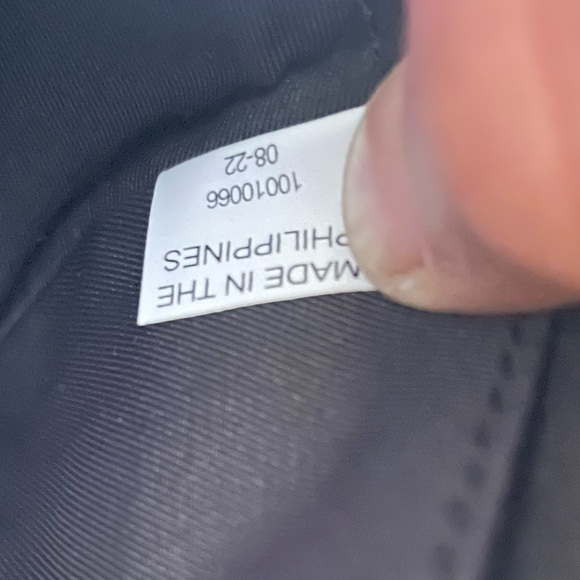 MADE IN THE
PHILIPPINES
10010066
08-22